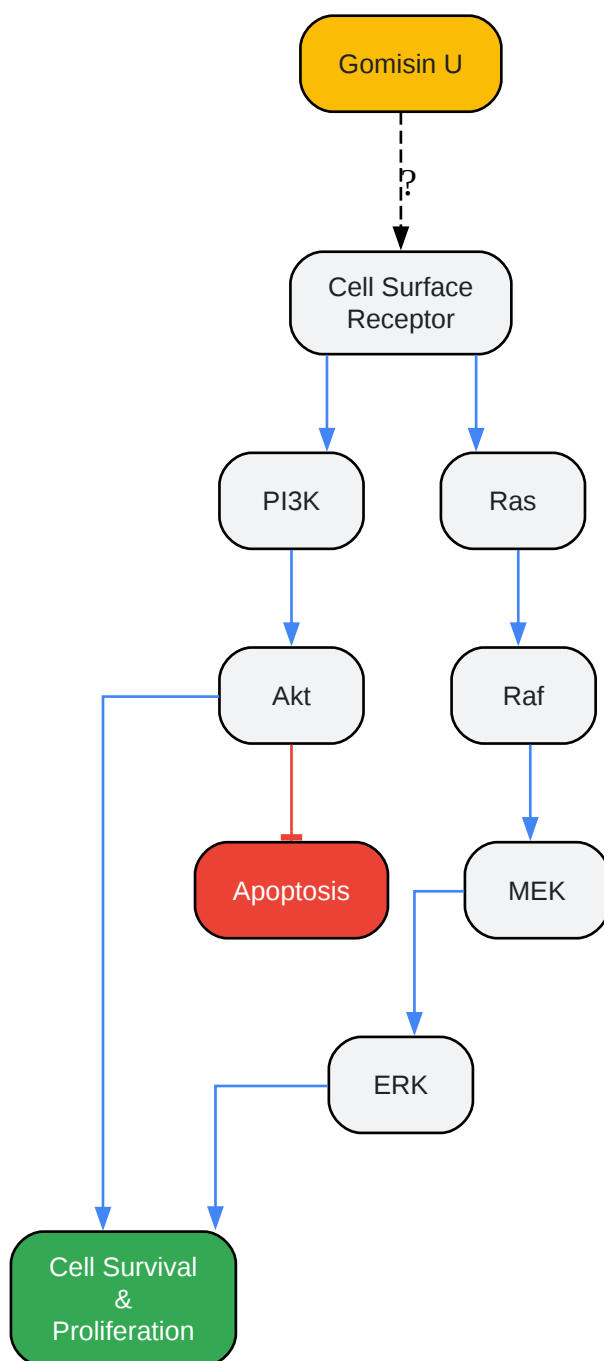 Gomisin U
?
Cell Surface
Receptor
PI3K
Ras
Akt
Raf
Apoptosis
MEK
ERK
Cell Survival
&
Proliferation